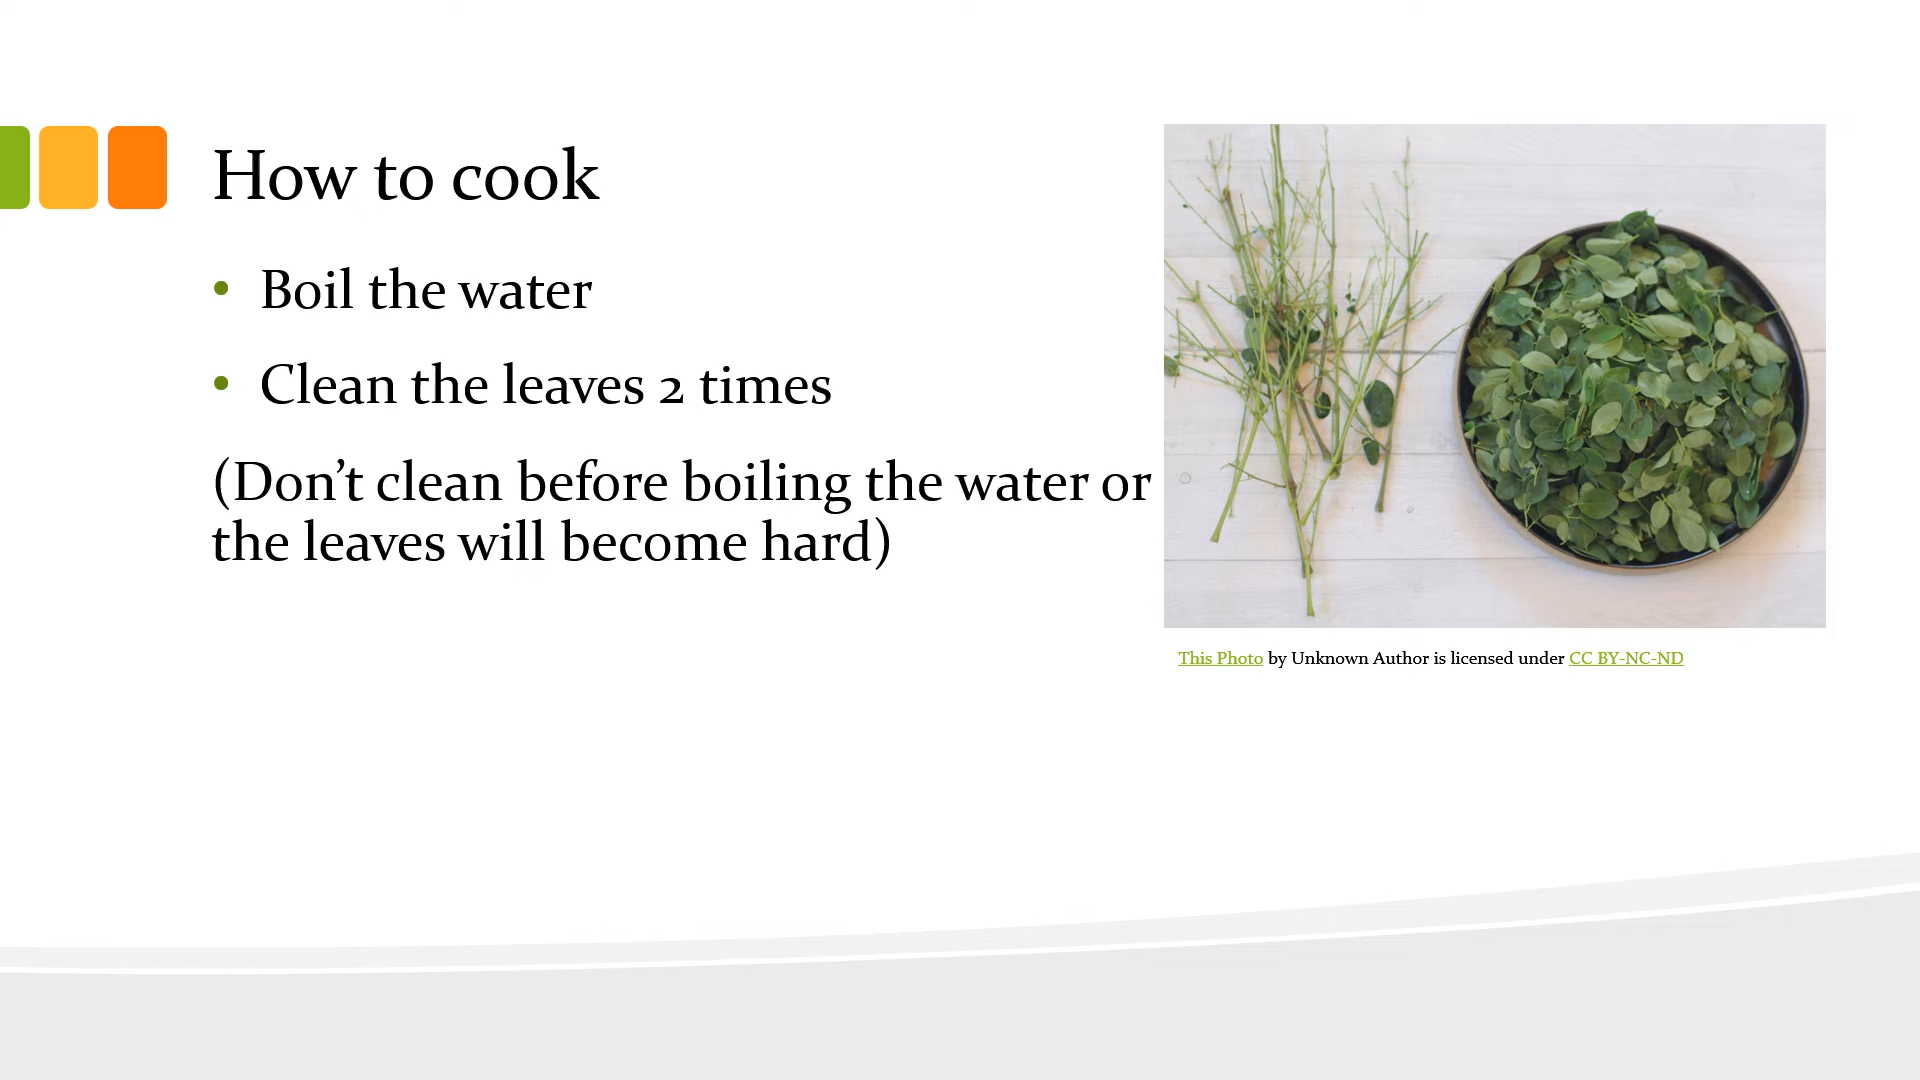 How to cook
• Boil the water
• Clean the leaves 2 times
(Don’t clean before boiling the water or
the leaves will become hard)
This Photo by Unknown Author is licensed under CC BY-NC-ND